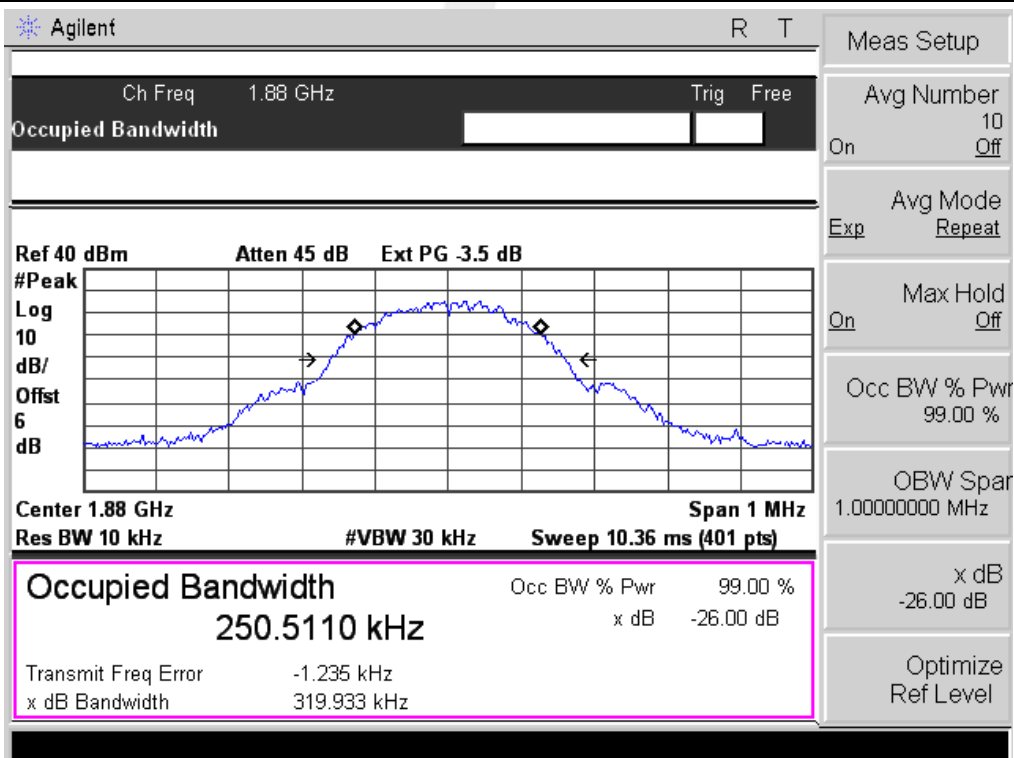 Agilent R T
Ch Freq 1.88 GHz Trig Free
Occupied Bandwidth
Ref 40 dBm Atten 45 dB Ext PG -3.5 dB
#Peak
Log
10
dB/
Offst
6
dB
Center 1.88 GHz Span 1 MHz
Res BW 10 kHz #VBW 30 kHz Sweep 10.36 ms (401 pts)
Occupied Bandwidth
250.5110 kHz
Occ BW % Pwr 99.00 %
x dB -26.00 dB
Transmit Freq Error -1.235 kHz
x dB Bandwidth 319.933 kHz
Meas Setup
Avg Number
10
On Off
Avg Mode
Exp Repeat
Max Hold
On Off
Occ BW % Pwr
99.00 %
OBW Span
1.00000000 MHz
x dB
-26.00 dB
Optimize
Ref Level